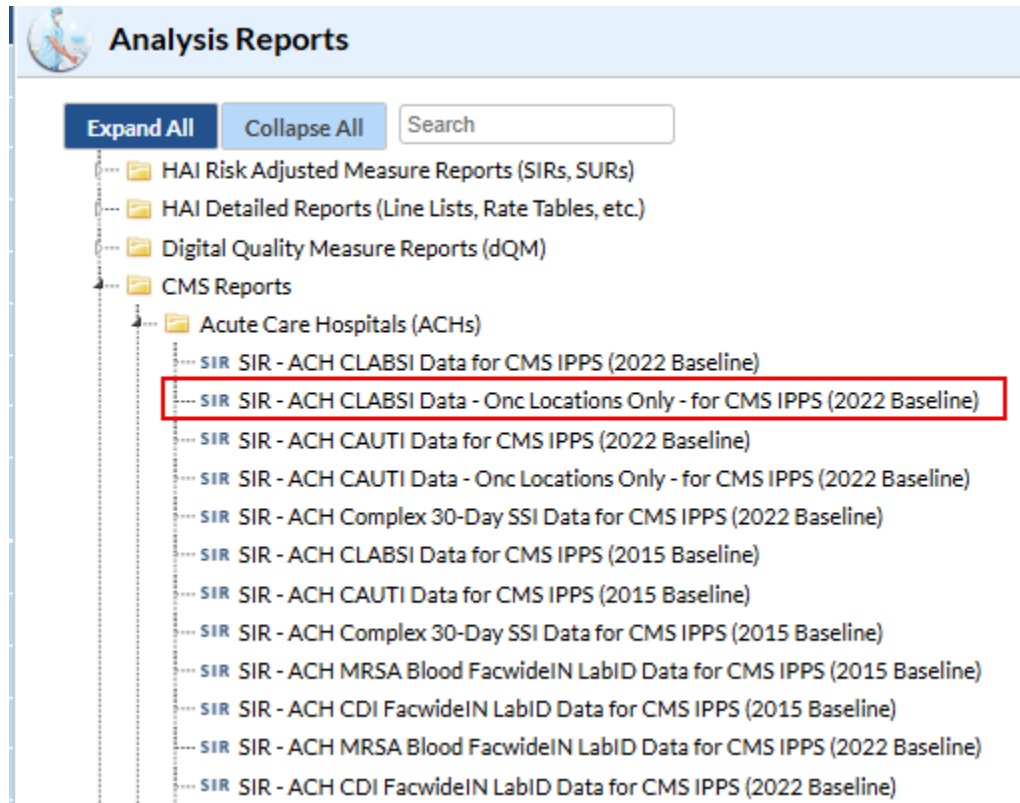 Analysis Reports
Expand All Collapse All Search
HAI Risk Adjusted Measure Reports (SIRs, SURs)
HAI Detailed Reports (Line Lists, Rate Tables, etc.)
Digital Quality Measure Reports (dQM)
CMS Reports
Acute Care Hospitals (ACHs)
SIR SIR - ACH CLABSI Data for CMS IPPS (2022 Baseline)
SIR SIR - ACH CLABSI Data - Onc Locations Only - for CMS IPPS (2022 Baseline)
SIR SIR - ACH CAUTI Data for CMS IPPS (2022 Baseline)
SIR SIR - ACH CAUTI Data - Onc Locations Only - for CMS IPPS (2022 Baseline)
SIR SIR - ACH Complex 30-Day SSI Data for CMS IPPS (2022 Baseline)
SIR SIR - ACH CLABSI Data for CMS IPPS (2015 Baseline)
SIR SIR - ACH CAUTI Data for CMS IPPS (2015 Baseline)
SIR SIR - ACH Complex 30-Day SSI Data for CMS IPPS (2015 Baseline)
SIR SIR - ACH MRSA Blood FacwideIN LabID Data for CMS IPPS (2015 Baseline)
SIR SIR - ACH CDI FacwideIN LabID Data for CMS IPPS (2015 Baseline)
SIR SIR - ACH MRSA Blood FacwideIN LabID Data for CMS IPPS (2022 Baseline)
SIR SIR - ACH CDI FacwideIN LabID Data for CMS IPPS (2022 Baseline)